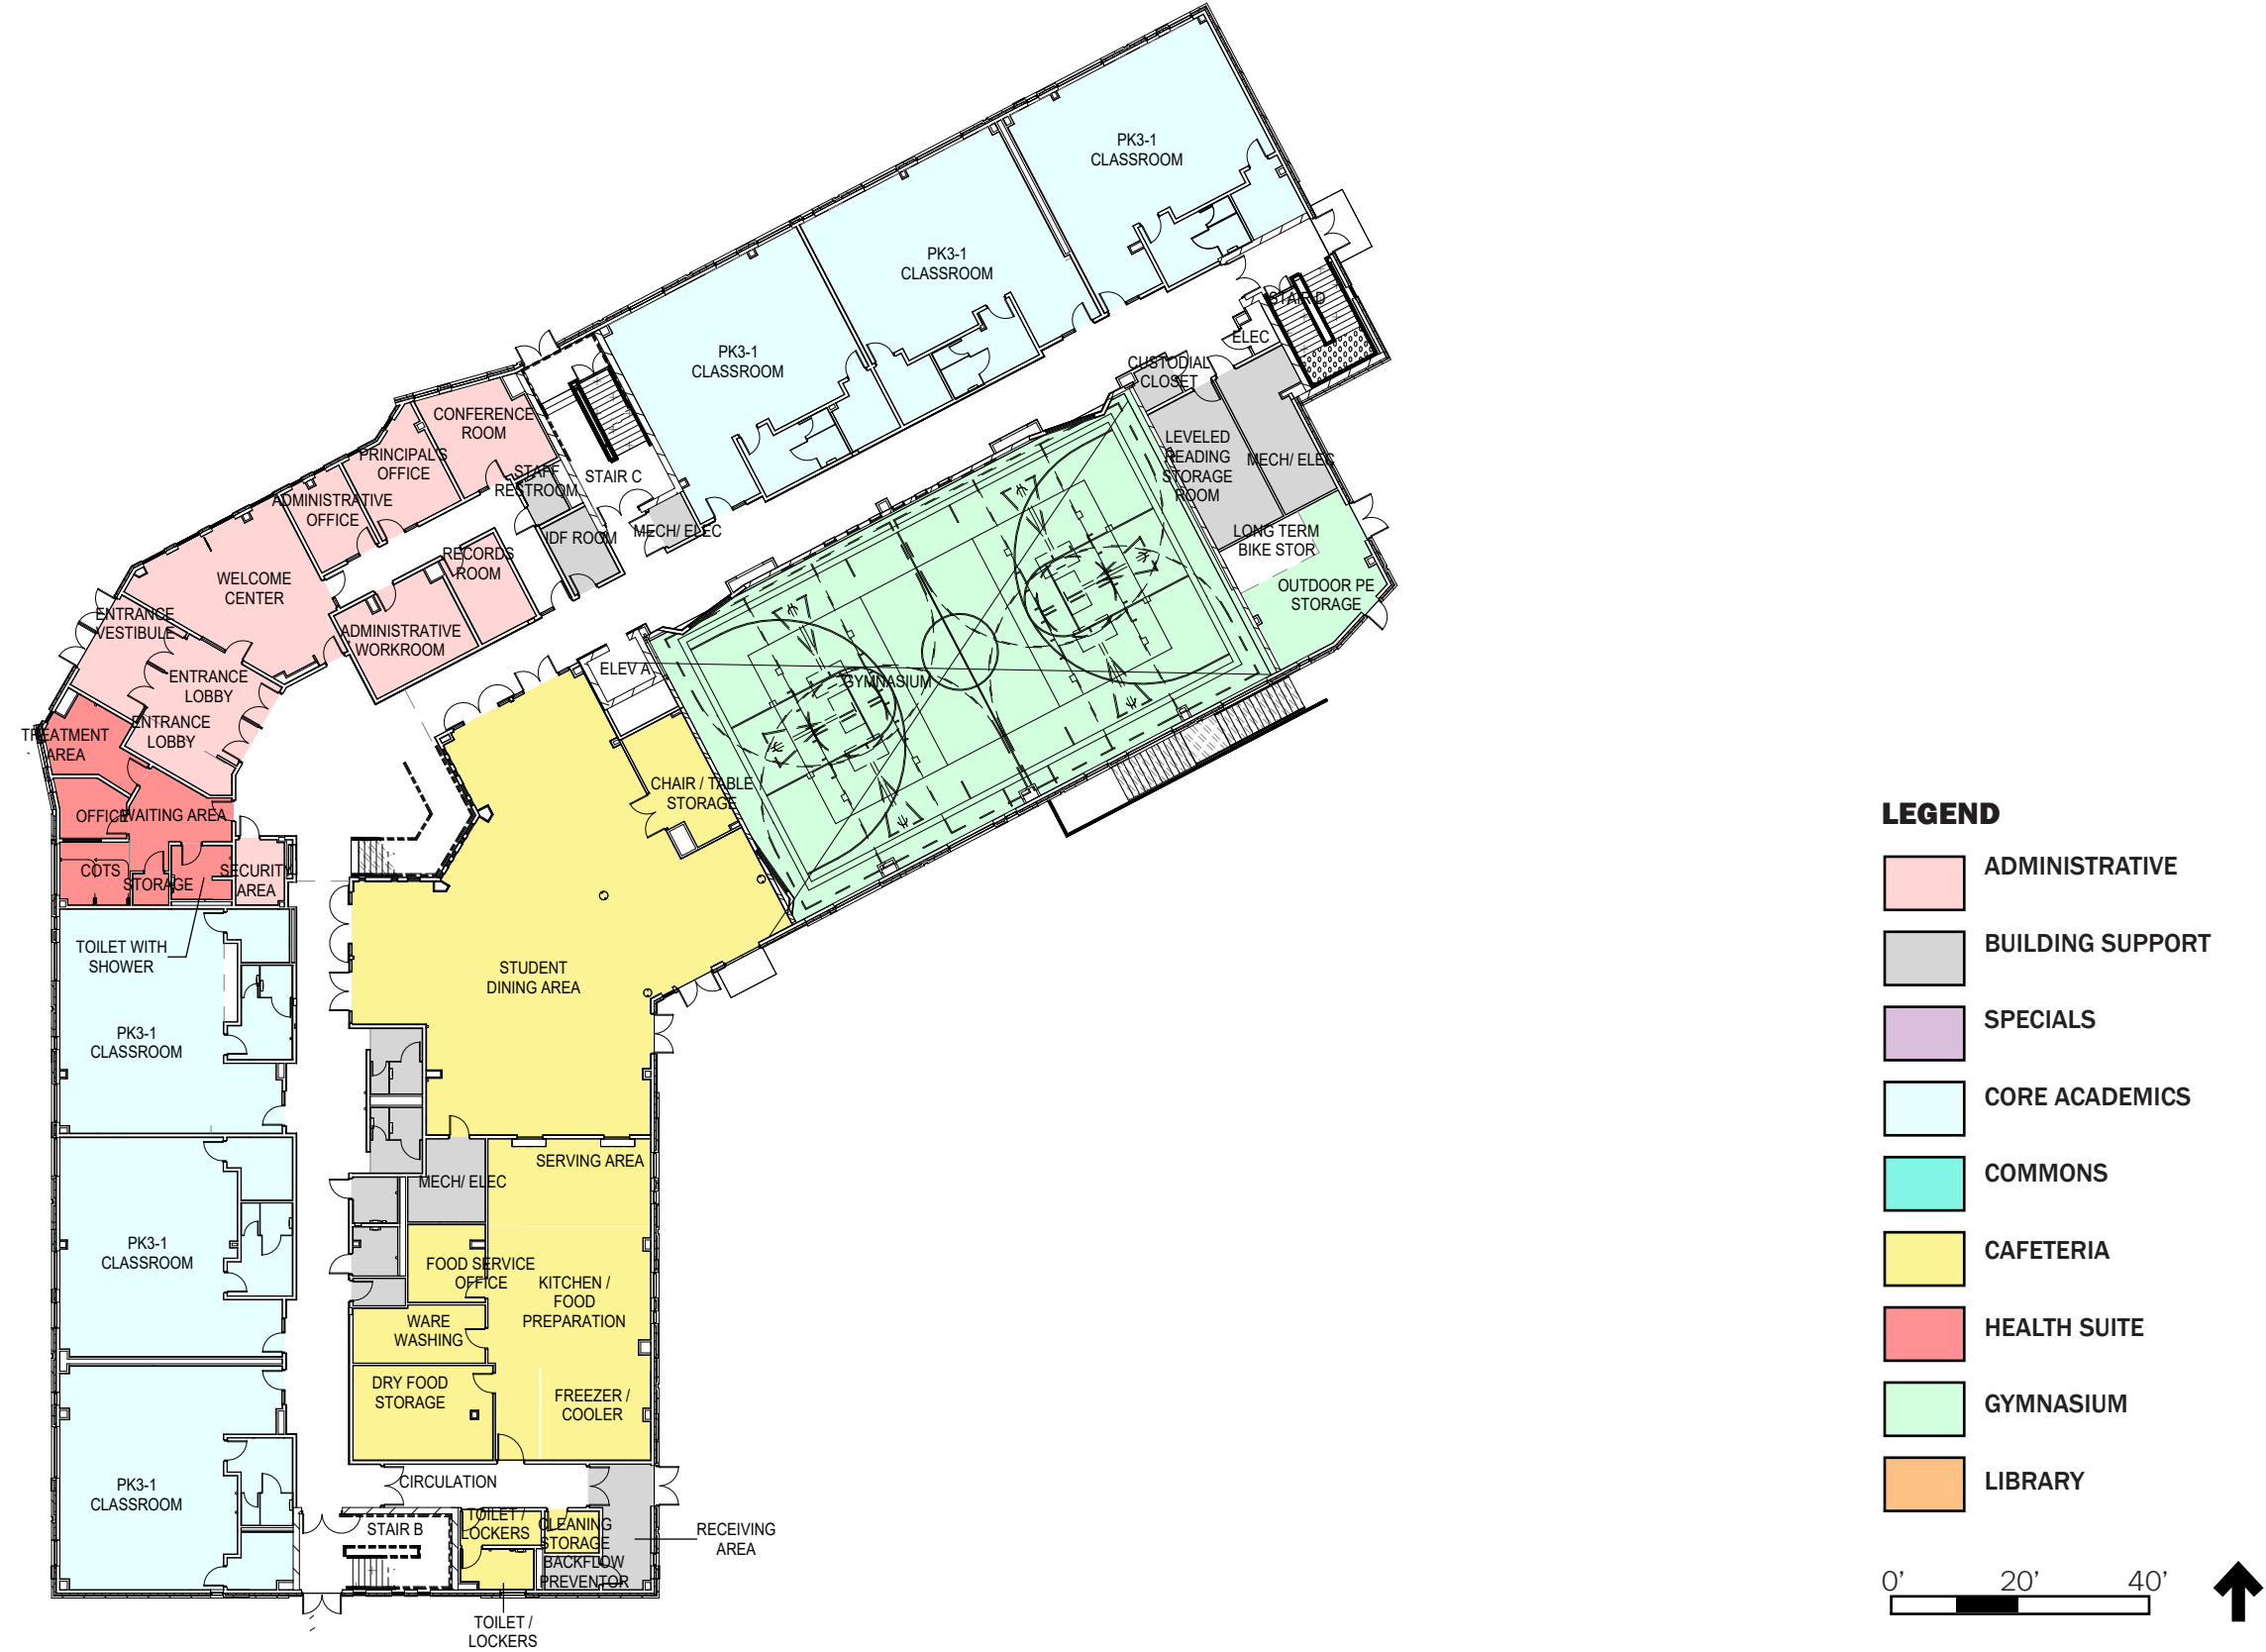 PK3-1
CLASSROOM
PK3-1
CLASSROOM
PK3-1
CLASSROOM
STAIR D
ELEC
CUSTODIAL
CLOSET
CONFERENCE
ROOM
PRINCIPAL'S
OFFICE
ADMINISTRATIVE
OFFICE
STAFF
RESTROOM
STAIR C
IDF ROOM
MECH/ ELEC
LEVELED
READING
STORAGE
ROOM
MECH/ ELEC
LONG TERM
BIKE STOR
OUTDOOR PE
STORAGE
RECORDS
ROOM
WELCOME
CENTER
ENTRANCE
VESTIBULE
ADMINISTRATIVE
WORKROOM
ENTRANCE
LOBBY
ENTRANCE
LOBBY
ELEV A
GYMNASIUM
TREATMENT
AREA
CHAIR / TABLE
STORAGE
OFFICE
WAITING AREA
COTS
STORAGE
SECURITY
AREA
TOILET WITH
SHOWER
STUDENT
DINING AREA
PK3-1
CLASSROOM
SERVING AREA
MECH/ ELEC
PK3-1
CLASSROOM
FOOD SERVICE
OFFICE
KITCHEN /
FOOD
PREPARATION
WARE
WASHING
DRY FOOD
STORAGE
FREEZER /
COOLER
PK3-1
CLASSROOM
CIRCULATION
STAIR B
TOILET /
LOCKERS
CLEANING
STORAGE
BACKFLOW
PREVENTOR
RECEIVING
AREA
TOILET /
LOCKERS
LEGEND
ADMINISTRATIVE
BUILDING SUPPORT
SPECIALS
CORE ACADEMICS
COMMONS
CAFETERIA
HEALTH SUITE
GYMNASIUM
LIBRARY
0' 20' 40'